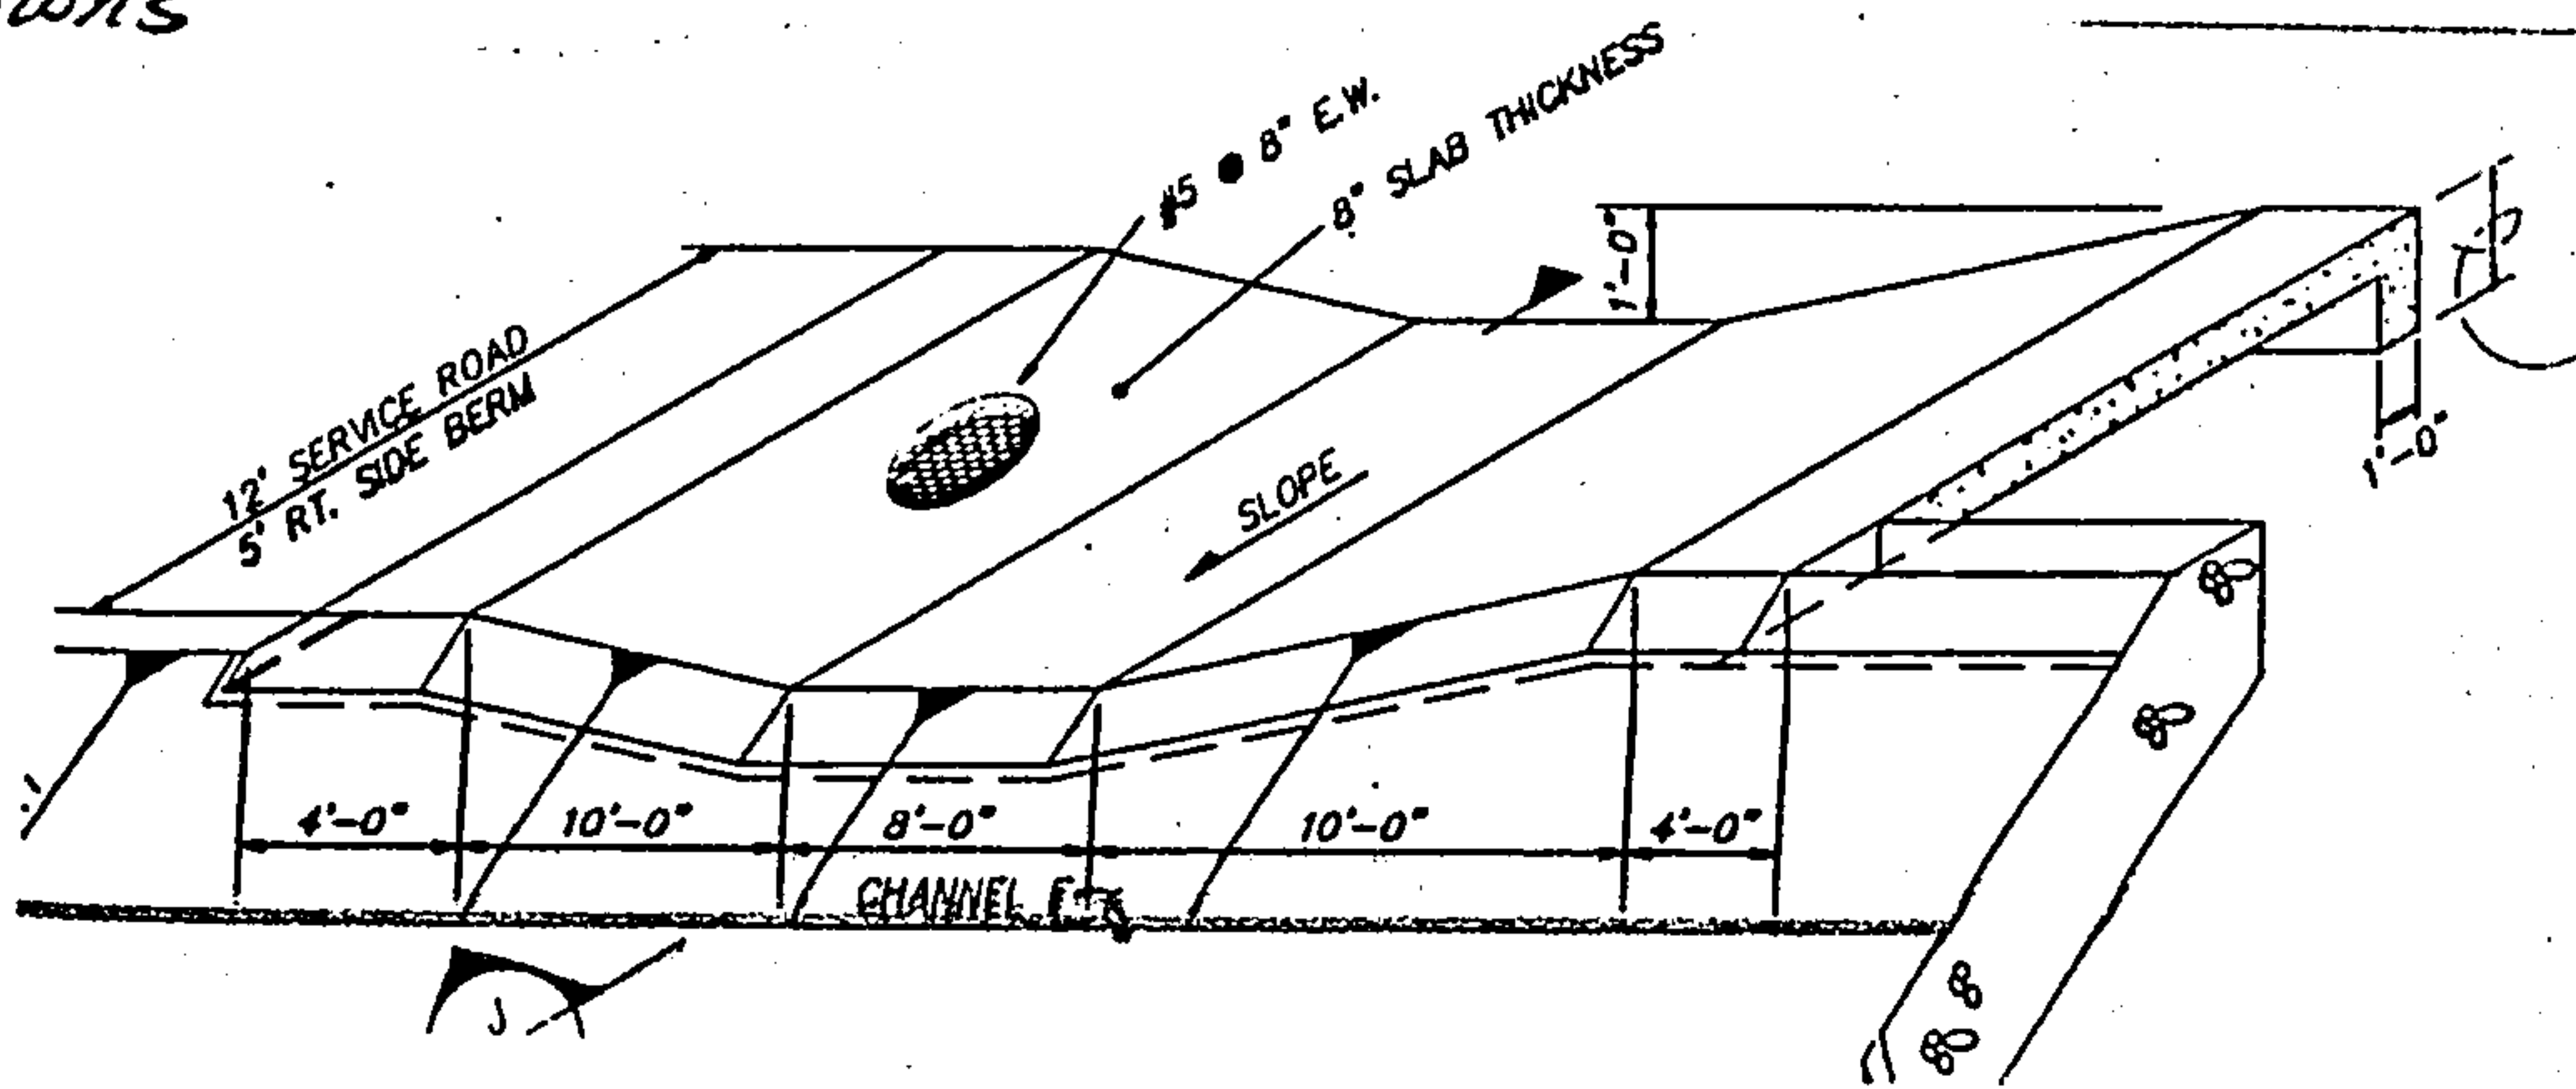 #5 @ 8" E.W.
8" SLAB THICKNESS
1'-0"
12' SERVICE ROAD
5' RT. SIDE BERM
SLOPE
1'-0"
4'-0"
10'-0"
8'-0"
10'-0"
4'-0"
CHANNEL
J